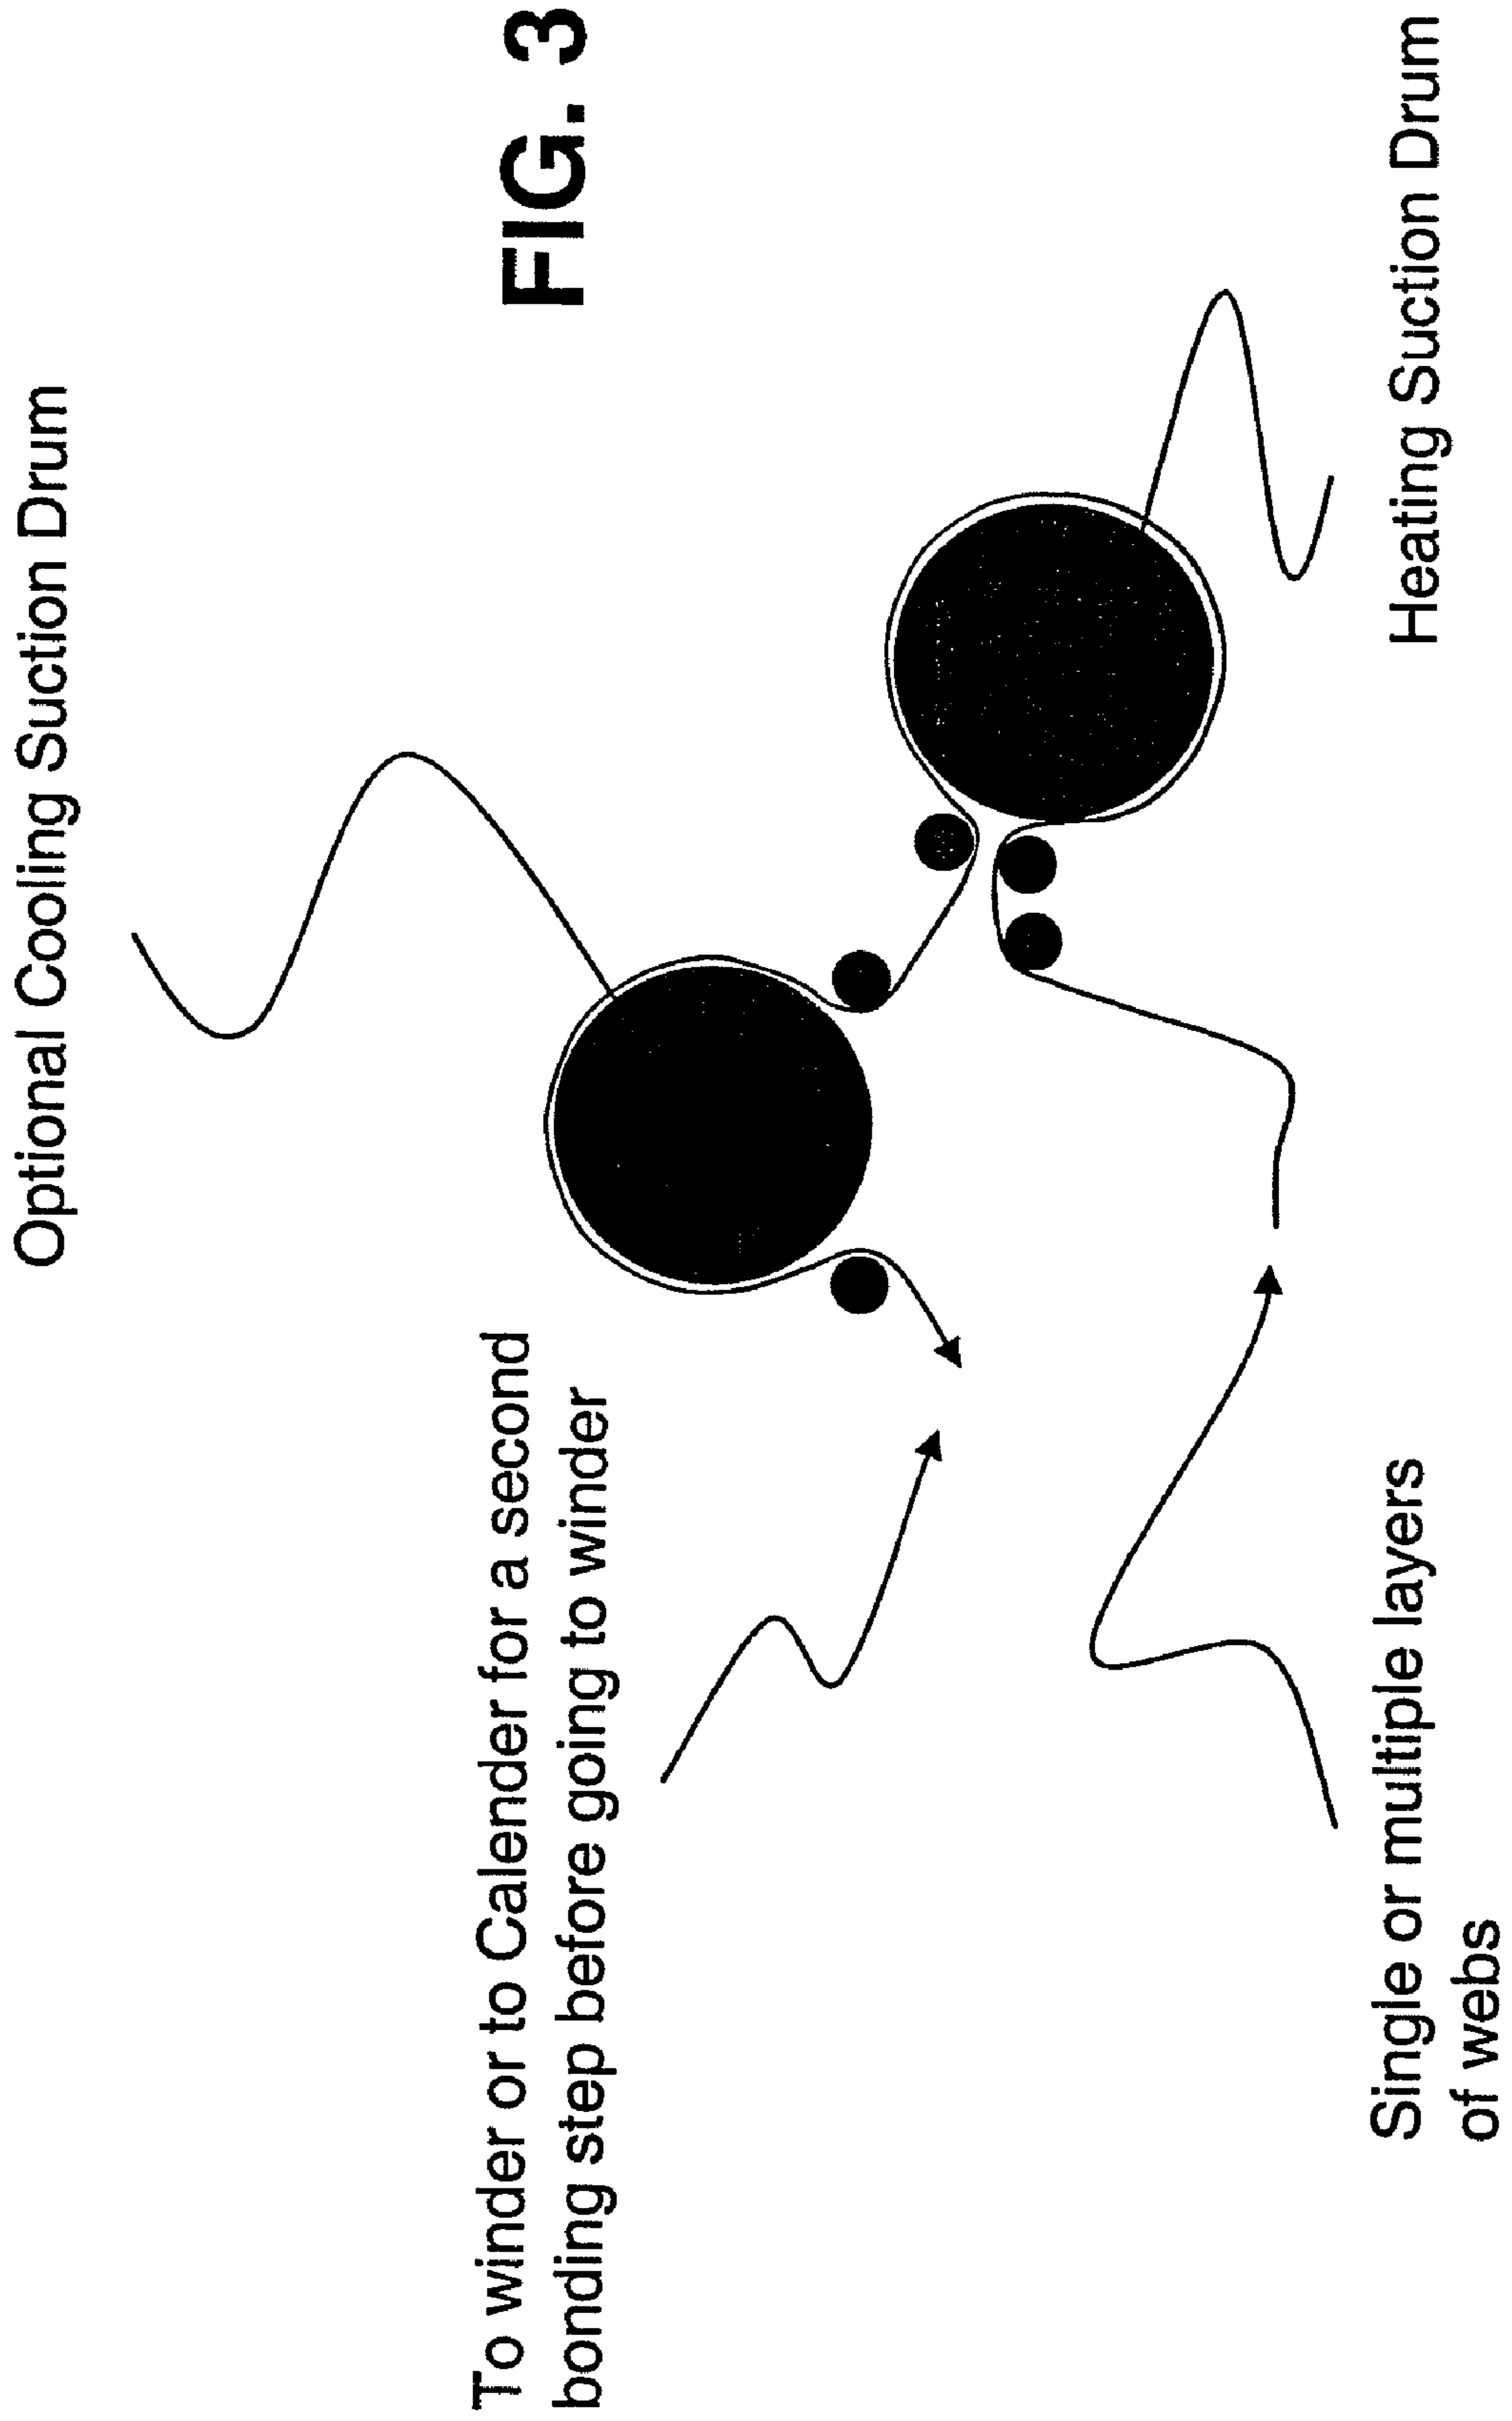 Optional Cooling Suction Drum
To winder or to Calender for a second
bonding step before going to winder
FIG. 3
Single or multiple layers
of webs
Heating Suction Drum